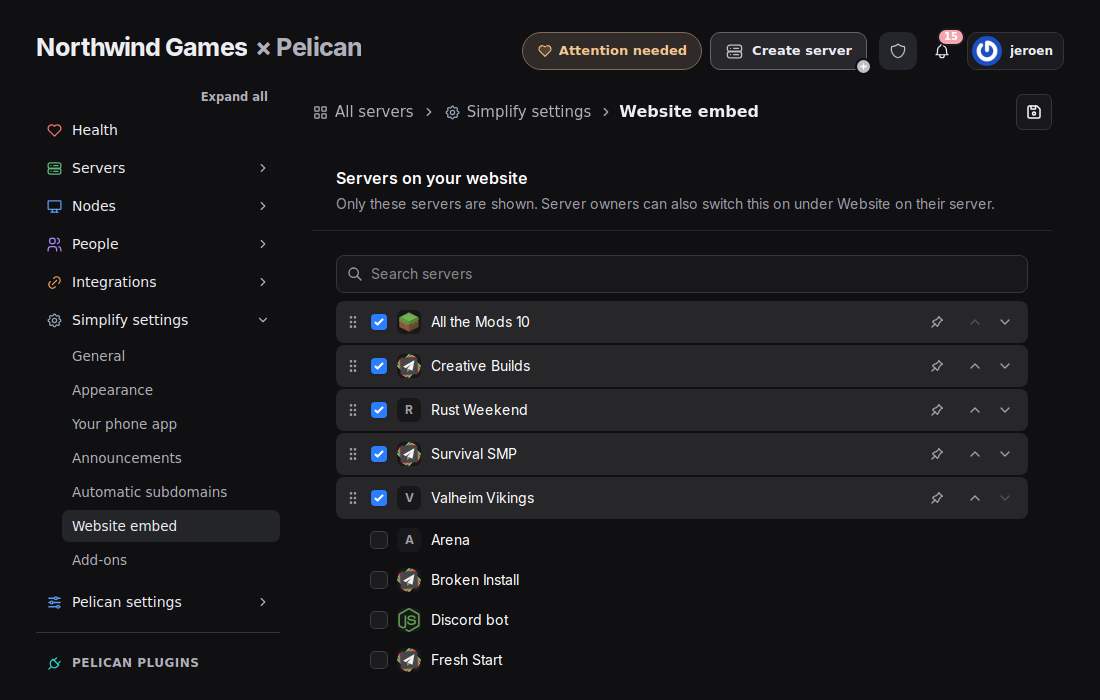 Northwind Games × Pelican
Attention needed
Create server
15
jeroen
Expand all
Health
Servers
Nodes
People
Integrations
Simplify settings
General
Appearance
Your phone app
Announcements
Automatic subdomains
Website embed
Add-ons
Pelican settings
PELICAN PLUGINS
All servers > Simplify settings > Website embed
Servers on your website
Only these servers are shown. Server owners can also switch this on under Website on their server.
Search servers
All the Mods 10
Creative Builds
R Rust Weekend
Survival SMP
V Valheim Vikings
A Arena
Broken Install
JS Discord bot
Fresh Start